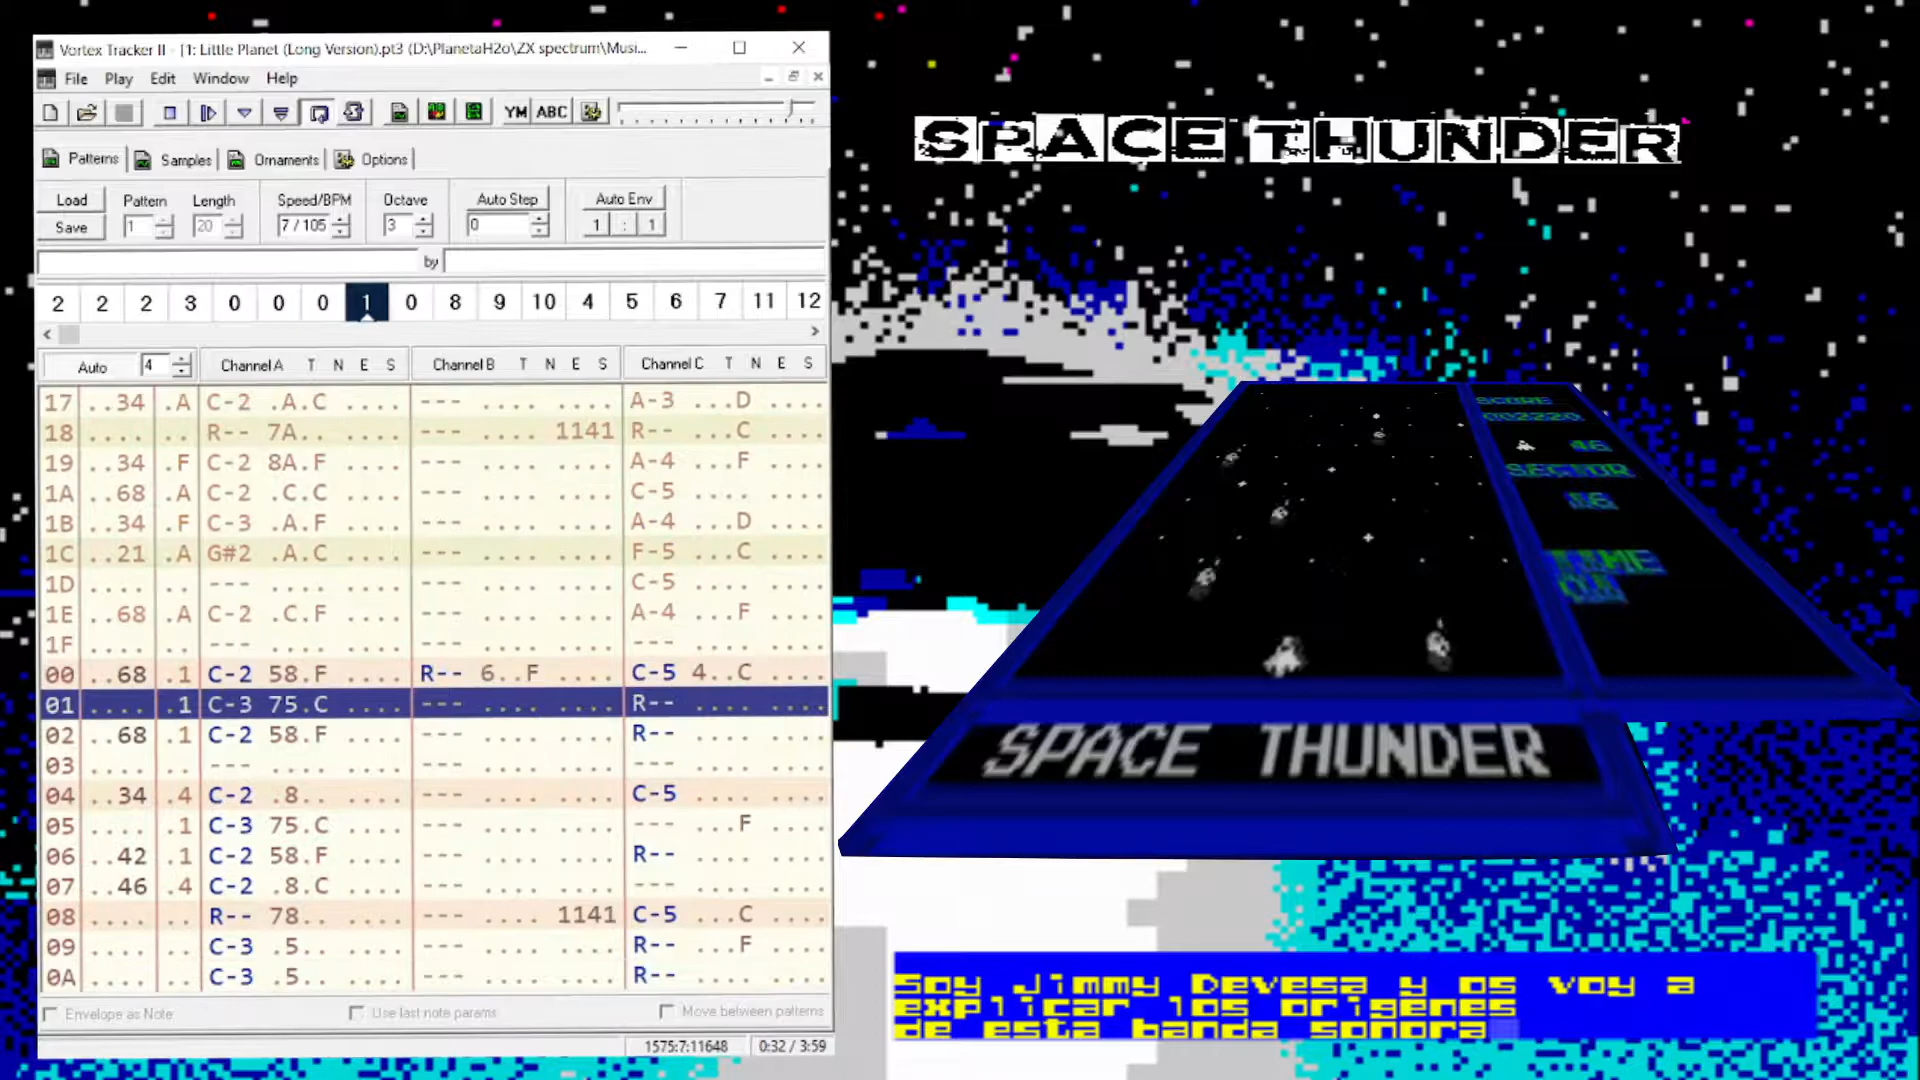 Vortex Tracker II - [1: Little Planet (Long Version).pt3 (D:\PlanetaH2o\ZX spectrum\Musi...
File Play Edit Window Help
YM ABC
Patterns Samples Ornaments Options
Load Pattern Length Speed/BPM Octave Auto Step Auto Env
Save 1 20 7 / 105 3 0 1 : 1
by
2 2 2 3 0 0 0 1 0 8 9 10 4 5 6 7 11 12
Auto 4 Channel A T N E S Channel B T N E S Channel C T N E S
17 ..34 .A C-2 .A.C .... --- .... .... A-3 ...D ....
18 .... .. R-- 7A.. .... --- .... 1141 R-- ...C ....
19 ..34 .F C-2 8A.F .... --- .... .... A-4 ...F ....
1A ..68 .A C-2 .C.C .... --- .... .... C-5 .... ....
1B ..34 .F C-3 .A.F .... --- .... .... A-4 ...D ....
1C ..21 .A G#2 .A.C .... --- .... .... F-5 ...C ....
1D .... .. --- .... .... --- .... .... C-5 .... ....
1E ..68 .A C-2 .C.F .... --- .... .... A-4 ...F ....
1F .... .. --- .... .... --- .... .... --- .... ....
00 ..68 .1 C-2 58.F .... R-- 6..F .... C-5 4..C ....
01 .... .1 C-3 75.C .... --- .... .... R-- .... ....
02 ..68 .1 C-2 58.F .... --- .... .... R-- .... ....
03 .... .. --- .... .... --- .... .... --- .... ....
04 ..34 .4 C-2 .8.. .... --- .... .... C-5 .... ....
05 .... .1 C-3 75.C .... --- .... .... --- ...F ....
06 ..42 .1 C-2 58.F .... --- .... .... R-- .... ....
07 ..46 .4 C-2 .8.C .... --- .... .... --- .... ....
08 .... .. R-- 78.. .... --- .... 1141 C-5 ...C ....
09 .... .. C-3 .5.. .... --- .... .... R-- ...F ....
0A .... .. C-3 .5.. .... --- .... .... R-- .... ....
Envelope as Note Use last note params Move between patterns
1575:7:11648 0:32 / 3:59
SPACE THUNDER
SCORE
002220
SECTOR
SPACE THUNDER
Soy Jimmy Devesa y os voy a
explicar los origenes
de esta banda sonora